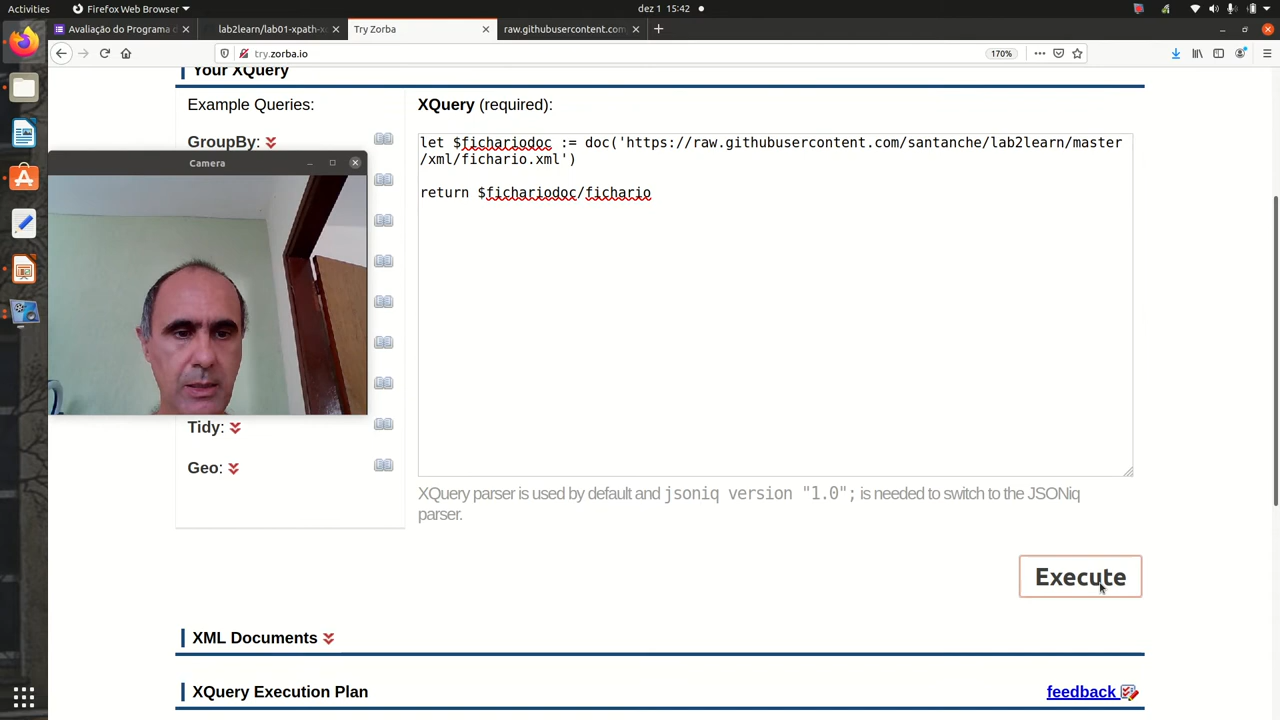 Activities
Firefox Web Browser
dez 1 15:42
Avaliação do Programa d
lab2learn/lab01-xpath-x
Try Zorba
raw.githubusercontent.com
try.zorba.io
170%
Your XQuery
Example Queries:
XQuery (required):
GroupBy:
Camera
let $fichariodoc := doc('https://raw.githubusercontent.com/santanche/lab2learn/master
/xml/fichario.xml')
return $fichariodoc/fichario
Tidy:
Geo:
XQuery parser is used by default and jsoniq version "1.0"; is needed to switch to the JSONiq
parser.
Execute
XML Documents
XQuery Execution Plan
feedback